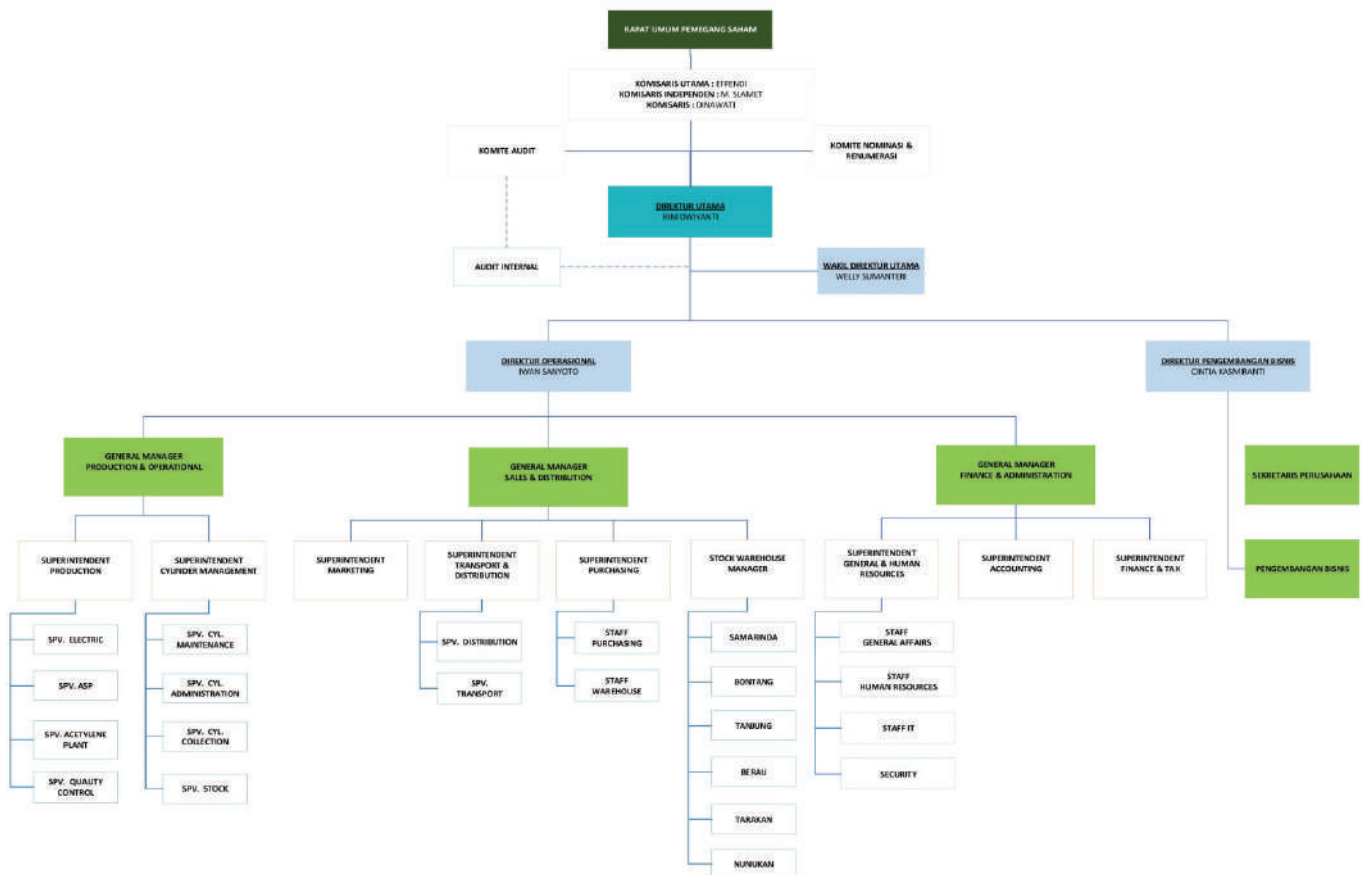 RAPAT UMUM PEMEGANG SAHAM
KOMISARIS UTAMA : EFFENDI
KOMISARIS INDEPENDEN : M. SLAMET
KOMISARIS : DINAWATI
KOMITE AUDIT
KOMITE NOMINASI &
RENUMERASI
DIREKTUR UTAMA
RINI DWIYANTI
AUDIT INTERNAL
WAKIL DIREKTUR UTAMA
WELLY SUMANTERI
DIREKTUR OPERASIONAL
IWAN SANYOTO
DIREKTUR PENGEMBANGAN BISNIS
CINTIA KASMIRANTI
GENERAL MANAGER
PRODUCTION & OPERATIONAL
GENERAL MANAGER
SALES & DISTRIBUTION
GENERAL MANAGER
FINANCE & ADMINISTRATION
SEKRETARIS PERUSAHAAN
SUPERINTENDENT
PRODUCTION
SUPERINTENDENT
CYLINDER MANAGEMENT
SUPERINTENDENT
MARKETING
SUPERINTENDENT
TRANSPORT &
DISTRIBUTION
SUPERINTENDENT
PURCHASING
STOCK WAREHOUSE
MANAGER
SUPERINTENDENT
GENERAL & HUMAN
RESOURCES
SUPERINTENDENT
ACCOUNTING
SUPERINTENDENT
FINANCE & TAX
PENGEMBANGAN BISNIS
SPV. ELECTRIC
SPV. ASP
SPV. ACETYLENE
PLANT
SPV. QUALITY
CONTROL
SPV. CYL.
MAINTENANCE
SPV. CYL.
ADMINISTRATION
SPV. CYL.
COLLECTION
SPV. STOCK
SPV. DISTRIBUTION
SPV.
TRANSPORT
STAFF
PURCHASING
STAFF
WAREHOUSE
SAMARINDA
BONTANG
TANJUNG
BERAU
TARAKAN
NUNUKAN
STAFF
GENERAL AFFAIRS
STAFF
HUMAN RESOURCES
STAFF IT
SECURITY